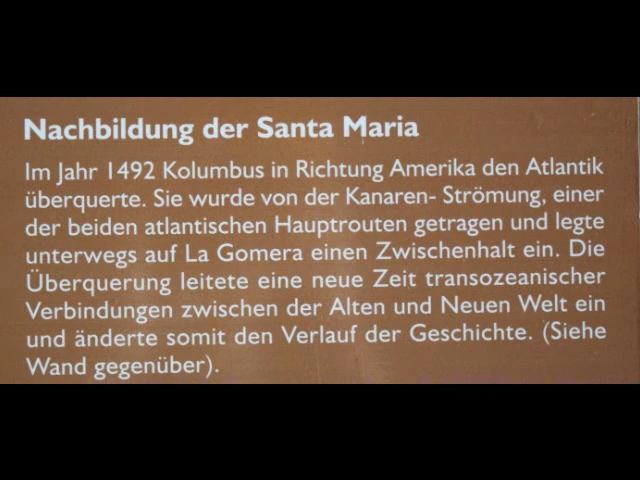 Nachbildung der Santa Maria
Im Jahr 1492 Kolumbus in Richtung Amerika den Atlantik
überquerte. Sie wurde von der Kanaren- Strömung, einer
der beiden atlantischen Hauptrouten getragen und legte
unterwegs auf La Gomera einen Zwischenhalt ein. Die
Überquerung leitete eine neue Zeit transozeanischer
Verbindungen zwischen der Alten und Neuen Welt ein
und änderte somit den Verlauf der Geschichte. (Siehe
Wand gegenüber).